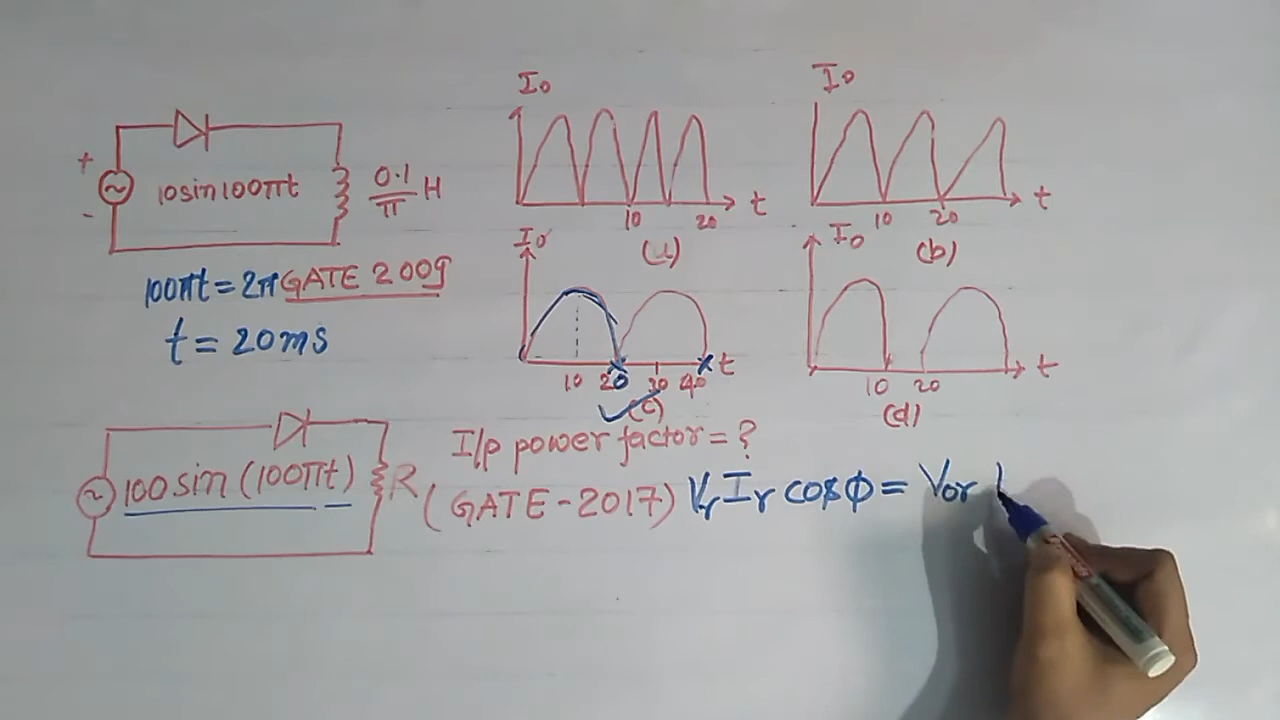 I₀
I₀
+
-
10sin100πt
0.1/π H
10
20
t
(a)
10
20
t
(b)
100πt = 2π
GATE 2009
t = 20ms
I₀
10
20
30
40
t
(c)
I₀
10
20
t
(d)
100 sin (100πt)
R
I/p power factor = ?
(GATE-2017)
VrIr cosϕ = Vor